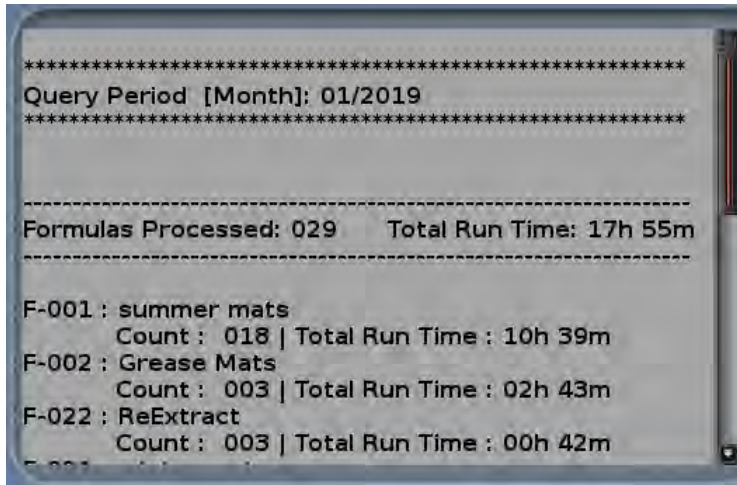 ************************************************************
Query Period [Month]: 01/2019
************************************************************
------------------------------------------------------------------
Formulas Processed: 029 Total Run Time: 17h 55m
------------------------------------------------------------------
F-001 : summer mats
Count : 018 | Total Run Time : 10h 39m
F-002 : Grease Mats
Count : 003 | Total Run Time : 02h 43m
F-022 : ReExtract
Count : 003 | Total Run Time : 00h 42m